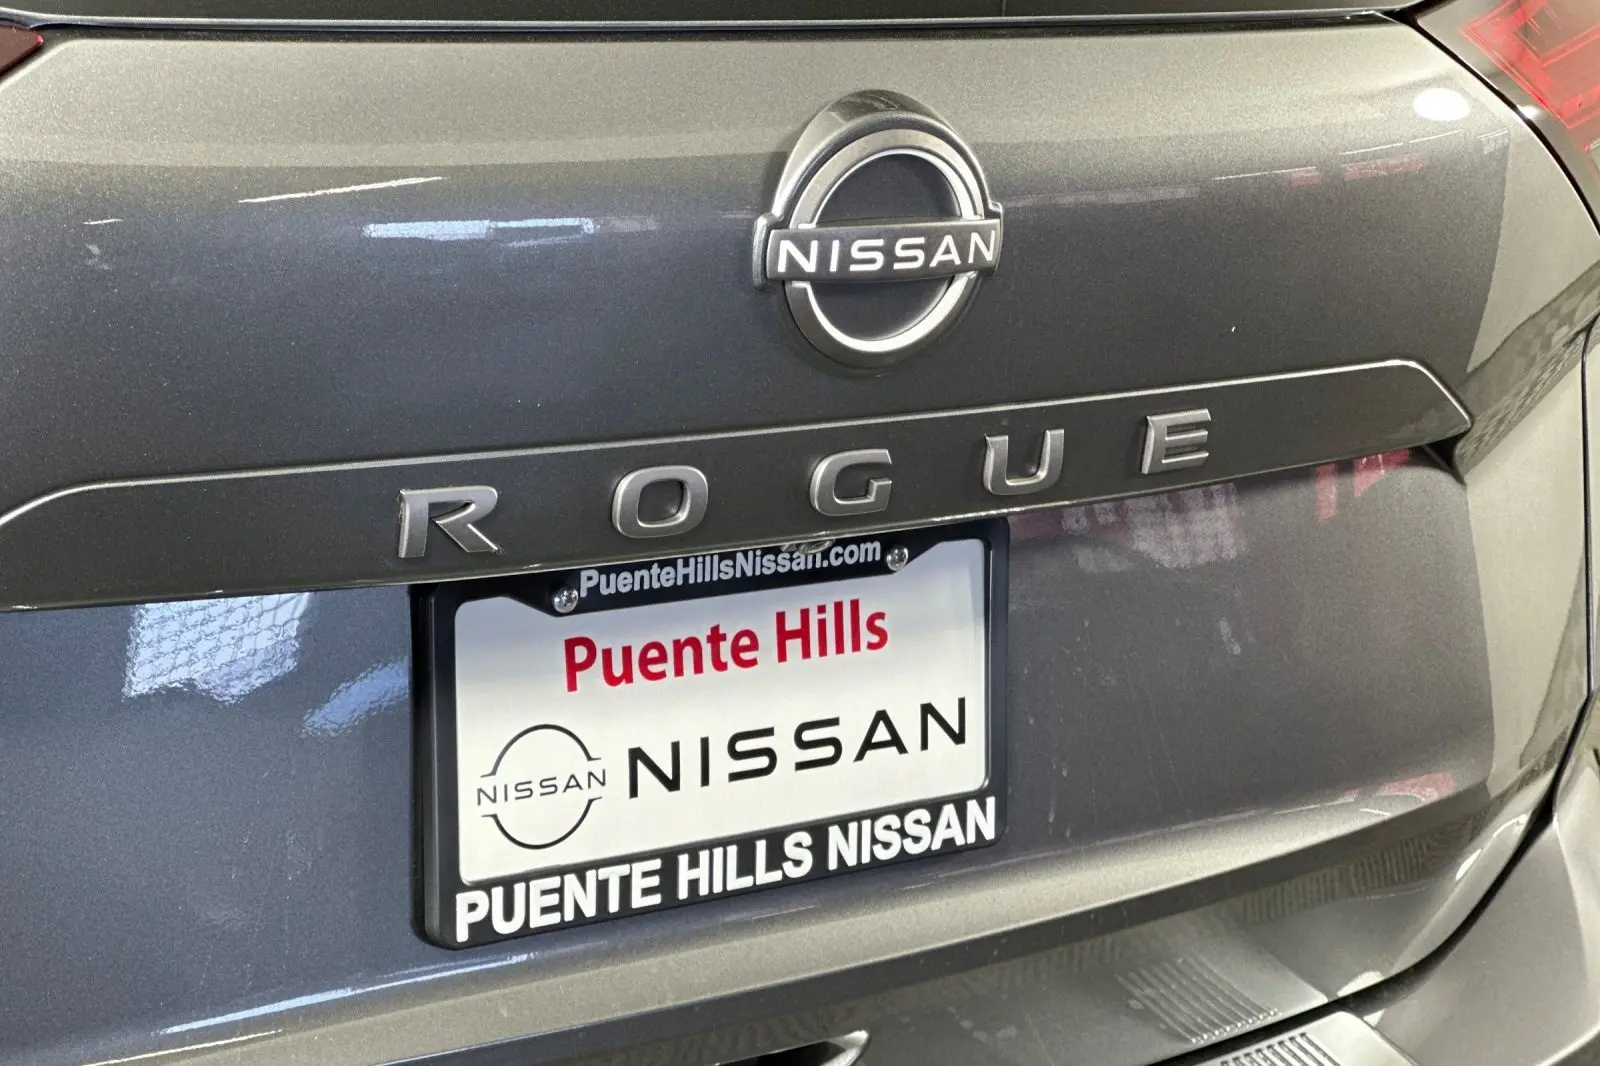 NISSAN
ROGUE
PuenteHillsNissan.com
Puente Hills
NISSAN NISSAN
PUENTE HILLS NISSAN